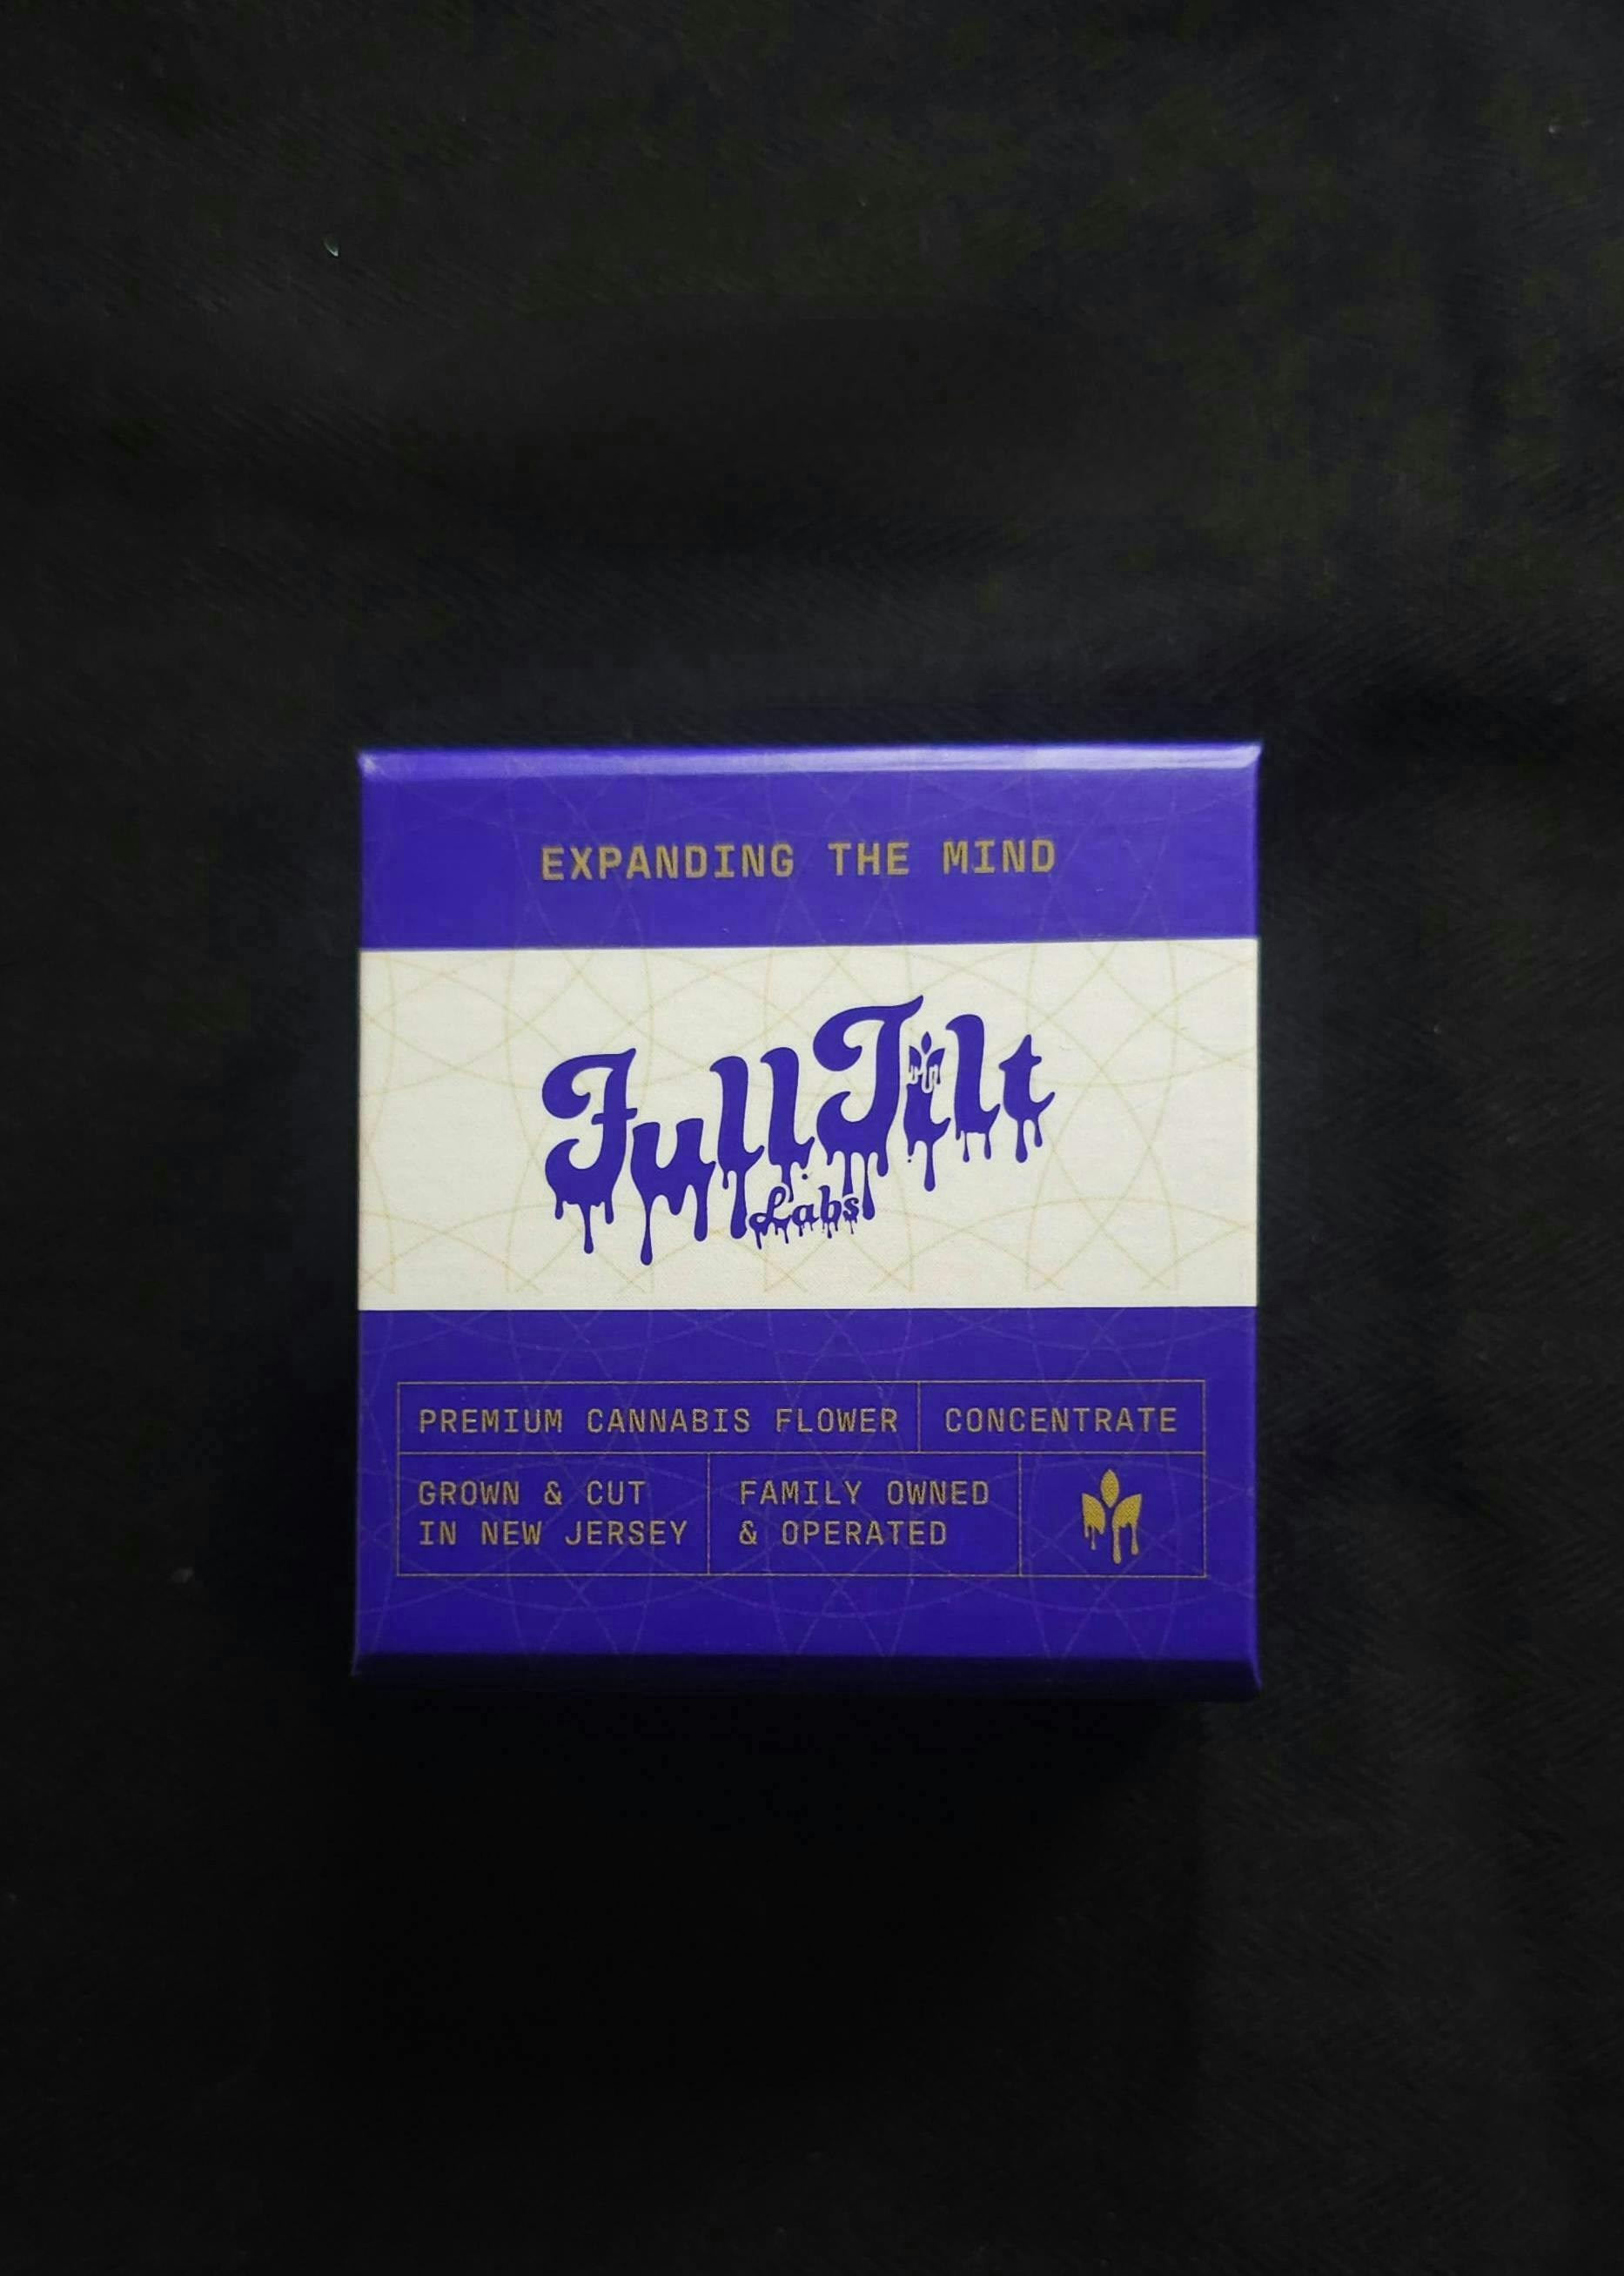 EXPANDING THE MIND
FullTilt
Labs
PREMIUM CANNABIS FLOWER
CONCENTRATE
GROWN & CUT
IN NEW JERSEY
FAMILY OWNED
& OPERATED